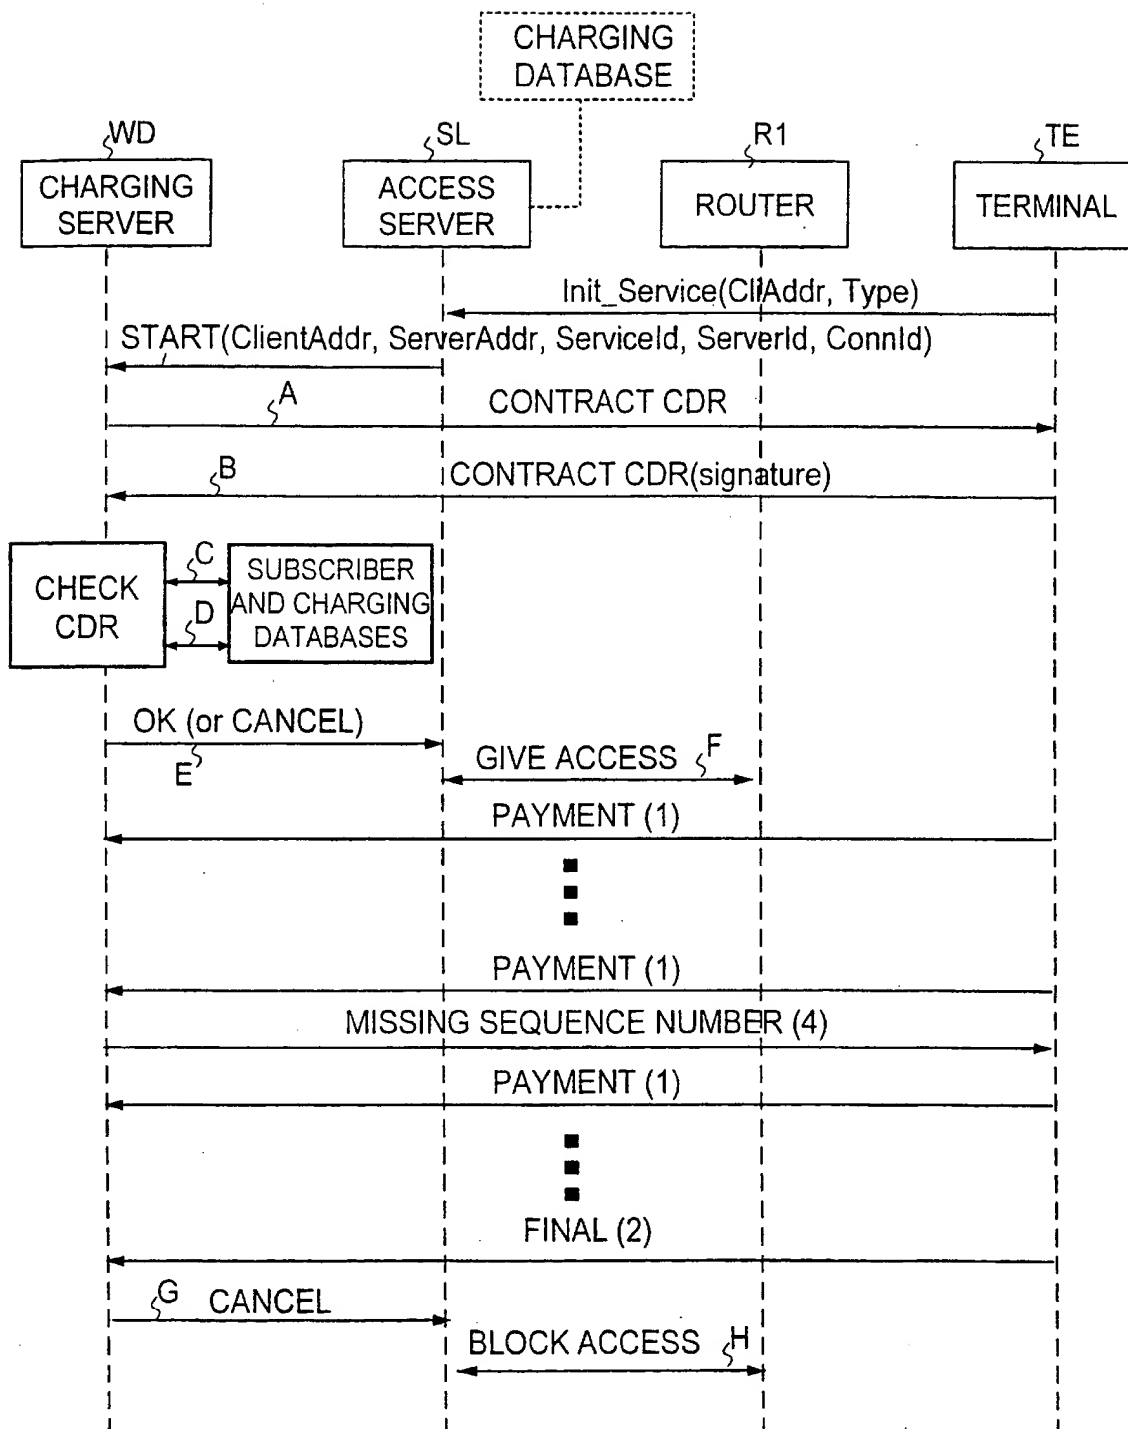 CHARGING
DATABASE
WD
SL
R1
TE
CHARGING
SERVER
ACCESS
SERVER
ROUTER
TERMINAL
Init_Service(CliAddr, Type)
START(ClientAddr, ServerAddr, ServiceId, ServerId, ConnId)
A
CONTRACT CDR
B
CONTRACT CDR(signature)
CHECK
CDR
C
D
SUBSCRIBER
AND CHARGING
DATABASES
OK (or CANCEL)
E
GIVE ACCESS
F
PAYMENT (1)
PAYMENT (1)
MISSING SEQUENCE NUMBER (4)
PAYMENT (1)
FINAL (2)
G
CANCEL
BLOCK ACCESS
H